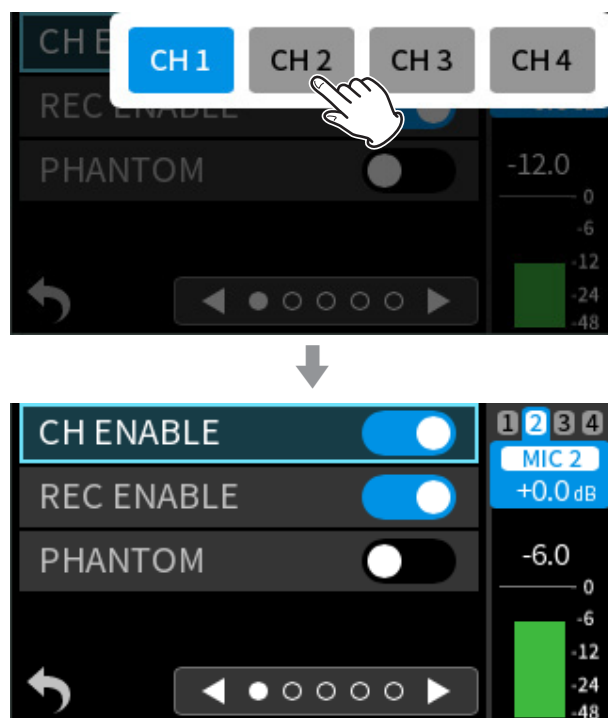 CH E
CH 1 CH 2 CH 3 CH 4
REC ENABLE
PHANTOM
-12.0
0
-6
-12
-24
-48
CH ENABLE
1 2 3 4
MIC 2
+0.0 dB
REC ENABLE
PHANTOM
-6.0
0
-6
-12
-24
-48